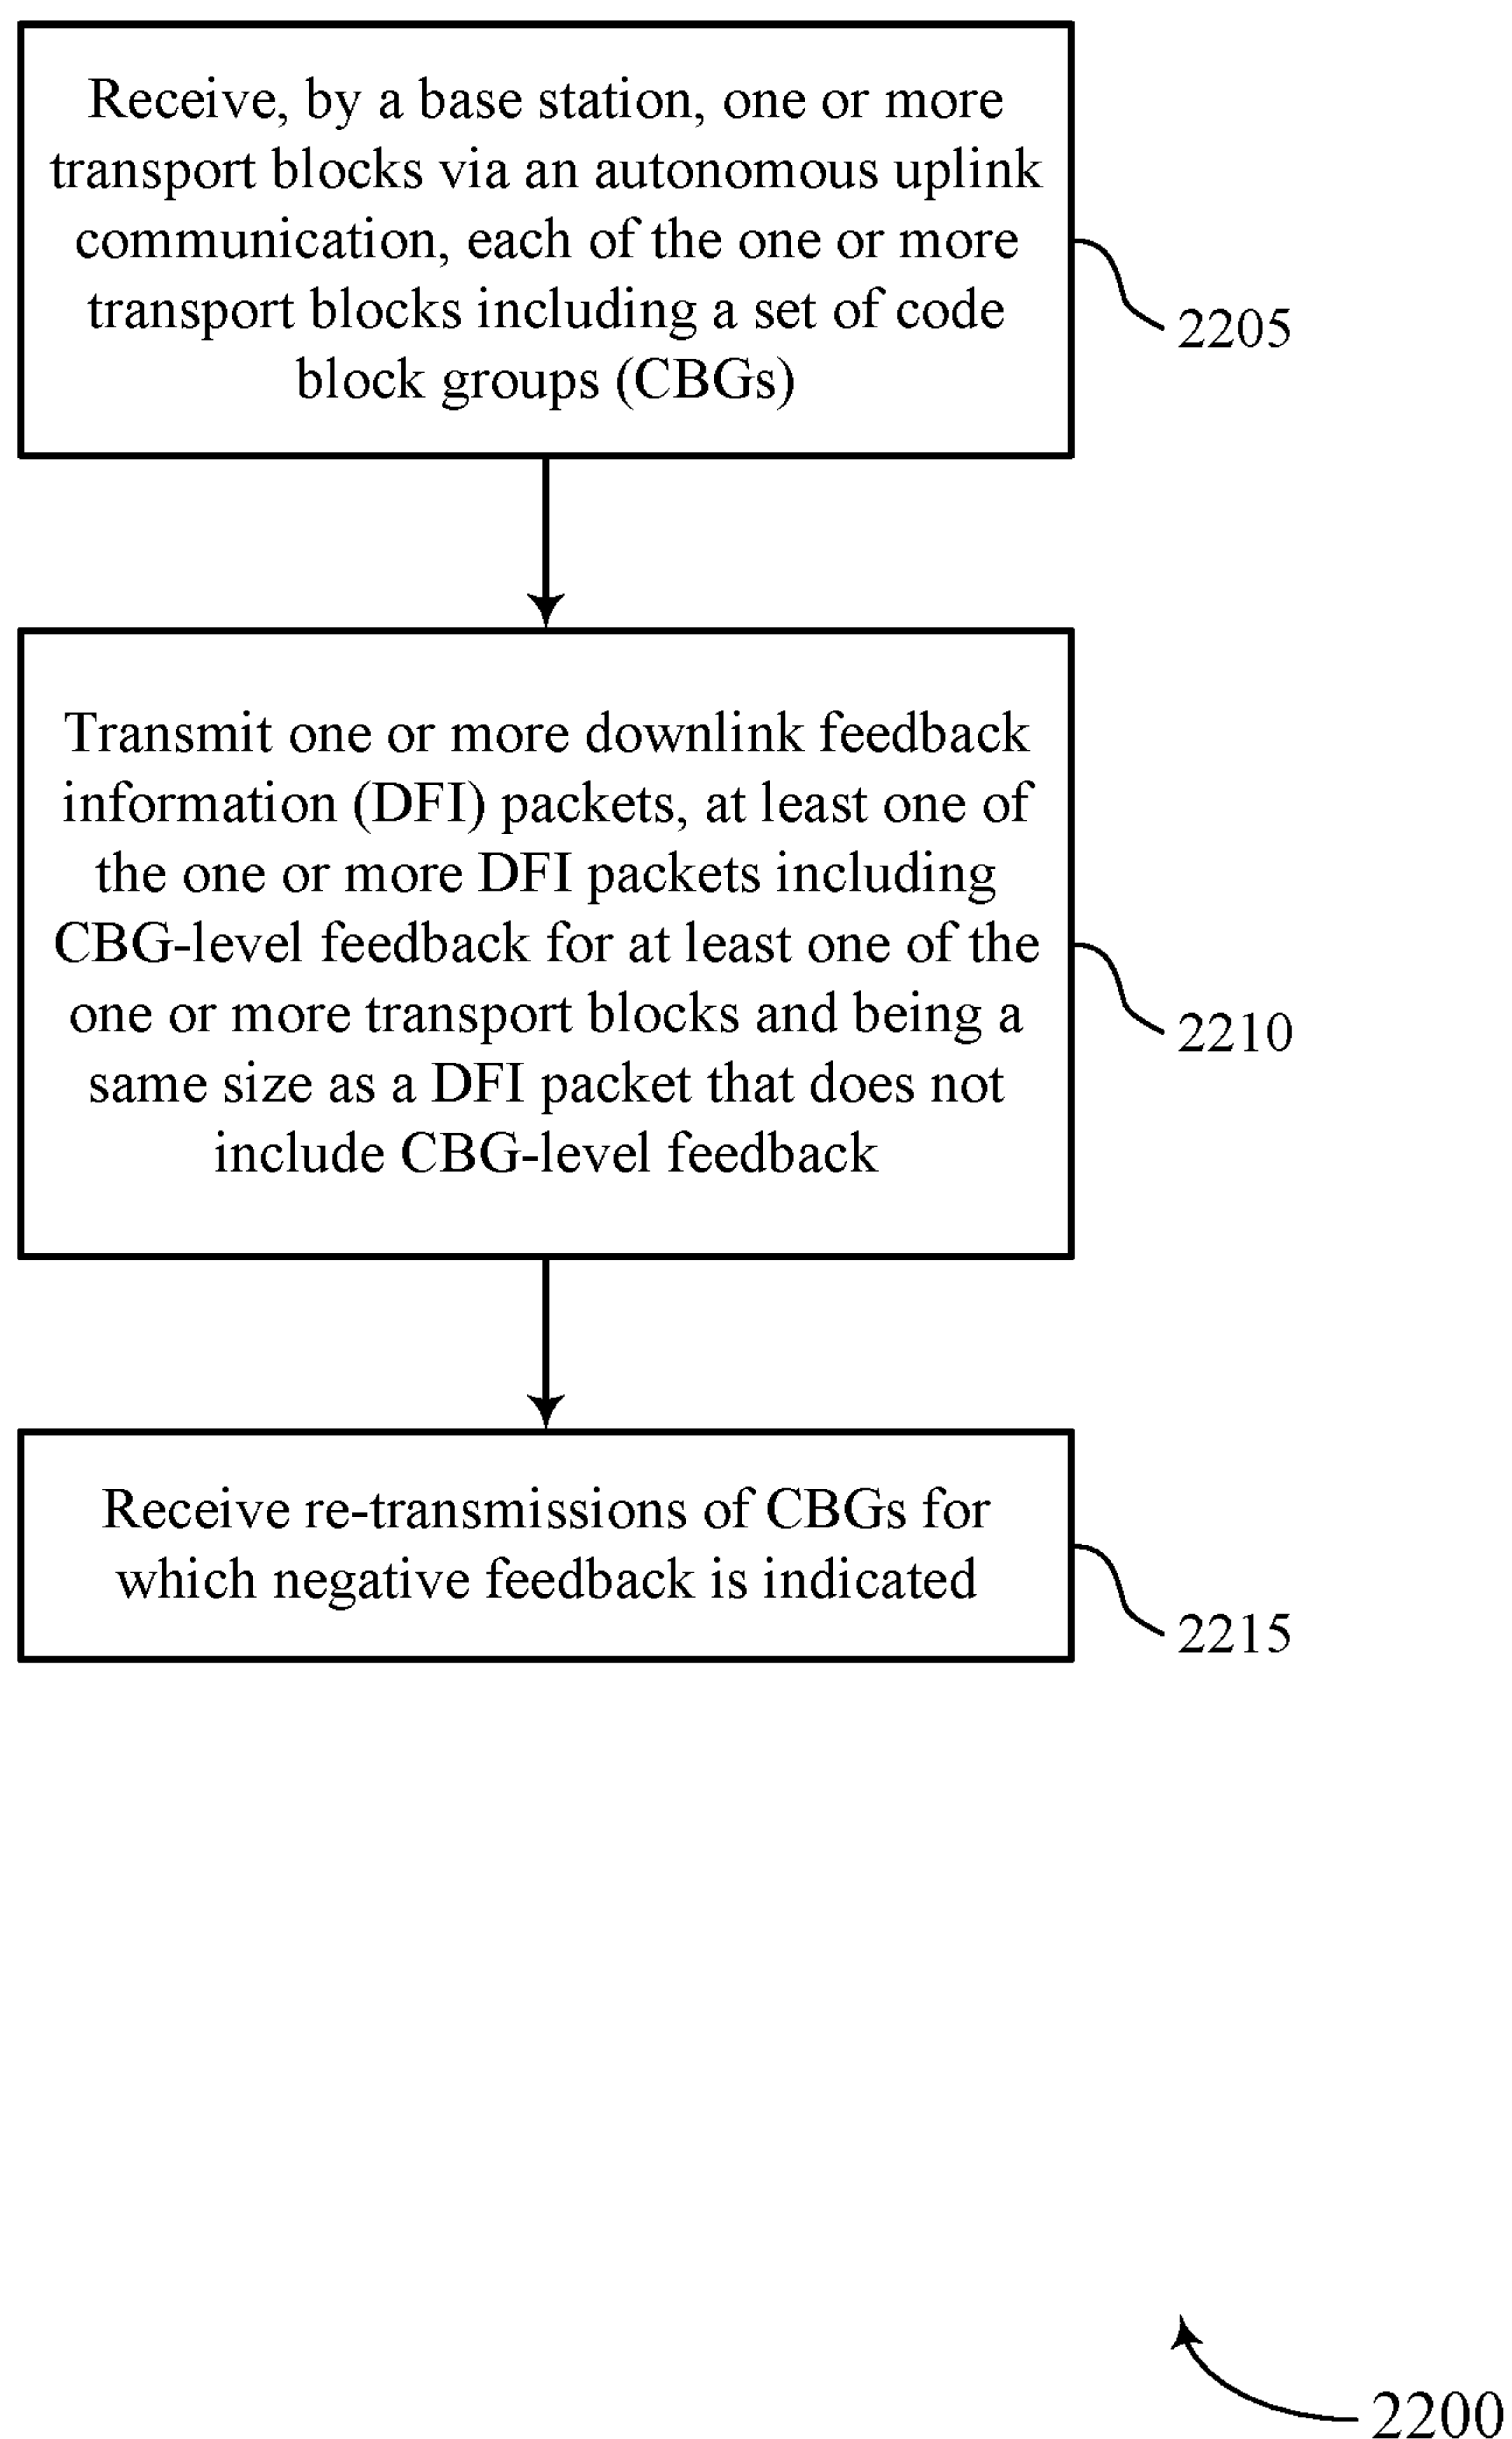 Receive, by a base station, one or more
transport blocks via an autonomous uplink
communication, each of the one or more
transport blocks including a set of code
block groups (CBGs)
2205
Transmit one or more downlink feedback
information (DFI) packets, at least one of
the one or more DFI packets including
CBG-level feedback for at least one of the
one or more transport blocks and being a
same size as a DFI packet that does not
include CBG-level feedback
2210
Receive re-transmissions of CBGs for
which negative feedback is indicated
2215
2200